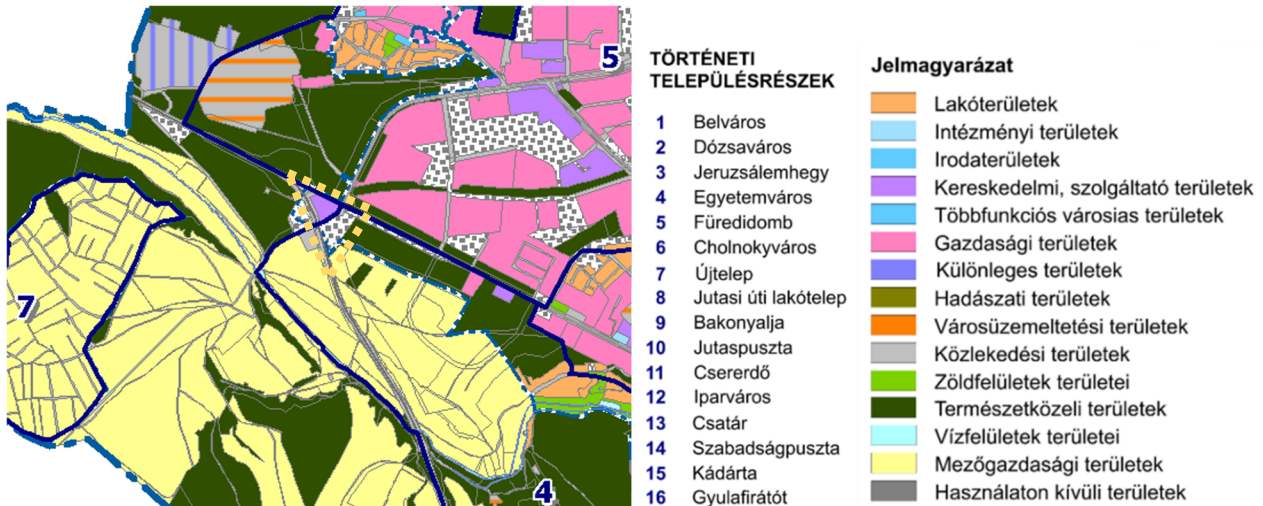 5
7
4
TÖRTÉNETI
TELEPÜLÉSRÉSZEK
1 Belváros
2 Dózsaváros
3 Jeruzsálemhegy
4 Egyetemváros
5 Füredidomb
6 Cholnokyváros
7 Újtelep
8 Jutasi úti lakótelep
9 Bakonyalja
10 Jutaspuszta
11 Csererdő
12 Iparváros
13 Csatár
14 Szabadságpuszta
15 Kádárta
16 Gyulafirátót
Jelmagyarázat
Lakóterületek
Intézményi területek
Irodaterületek
Kereskedelmi, szolgáltató területek
Többfunkciós városias területek
Gazdasági területek
Különleges területek
Hadászati területek
Városüzemeltetési területek
Közlekedési területek
Zöldfelületek területei
Természetközeli területek
Vízfelületek területei
Mezőgazdasági területek
Használaton kívüli területek